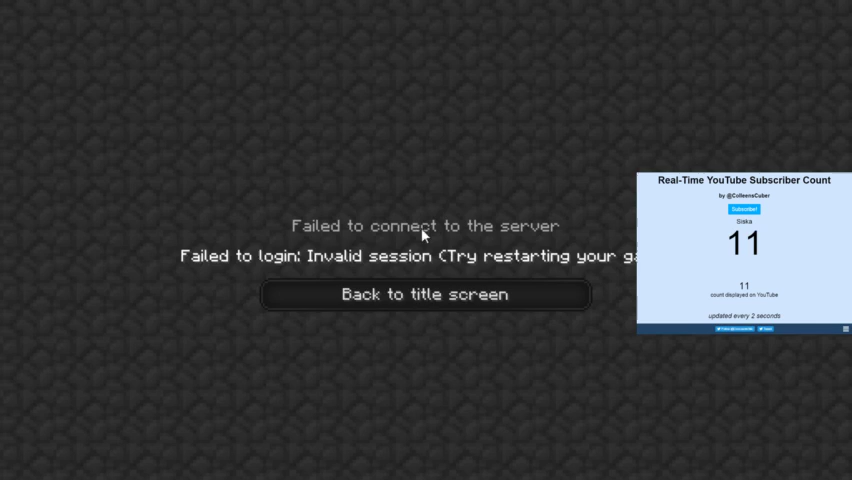 Failed to connect to the server
Failed to login: Invalid session (Try restarting your ga
Back to title screen
Real-Time YouTube Subscriber Count
by @ColleensCuber
Subscribe!
Siska
11
11
count displayed on YouTube
updated every 2 seconds